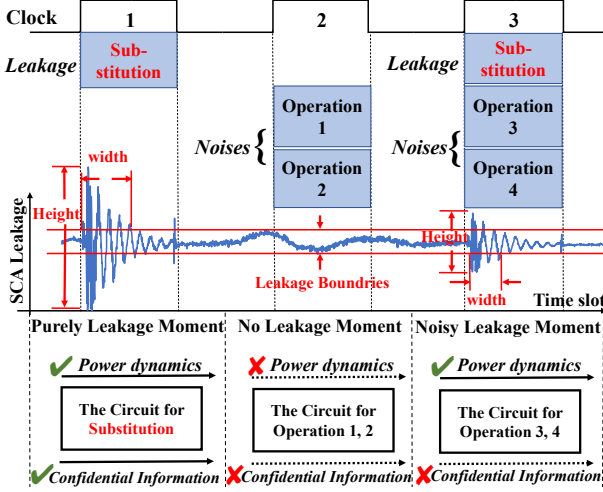 Clock
1
2
3
Leakage
Sub-
stitution
Leakage
Sub-
stitution
Noises
Operation
1
Operation
2
Noises
Operation
3
Operation
4
width
Height
Height
width
Leakage Boundries
SCA Leakage
Time slot
Purely Leakage Moment
No Leakage Moment
Noisy Leakage Moment
Power dynamics
Power dynamics
Power dynamics
The Circuit for
Substitution
The Circuit for
Operation 1, 2
The Circuit for
Operation 3, 4
Confidential Information
Confidential Information
Confidential Information